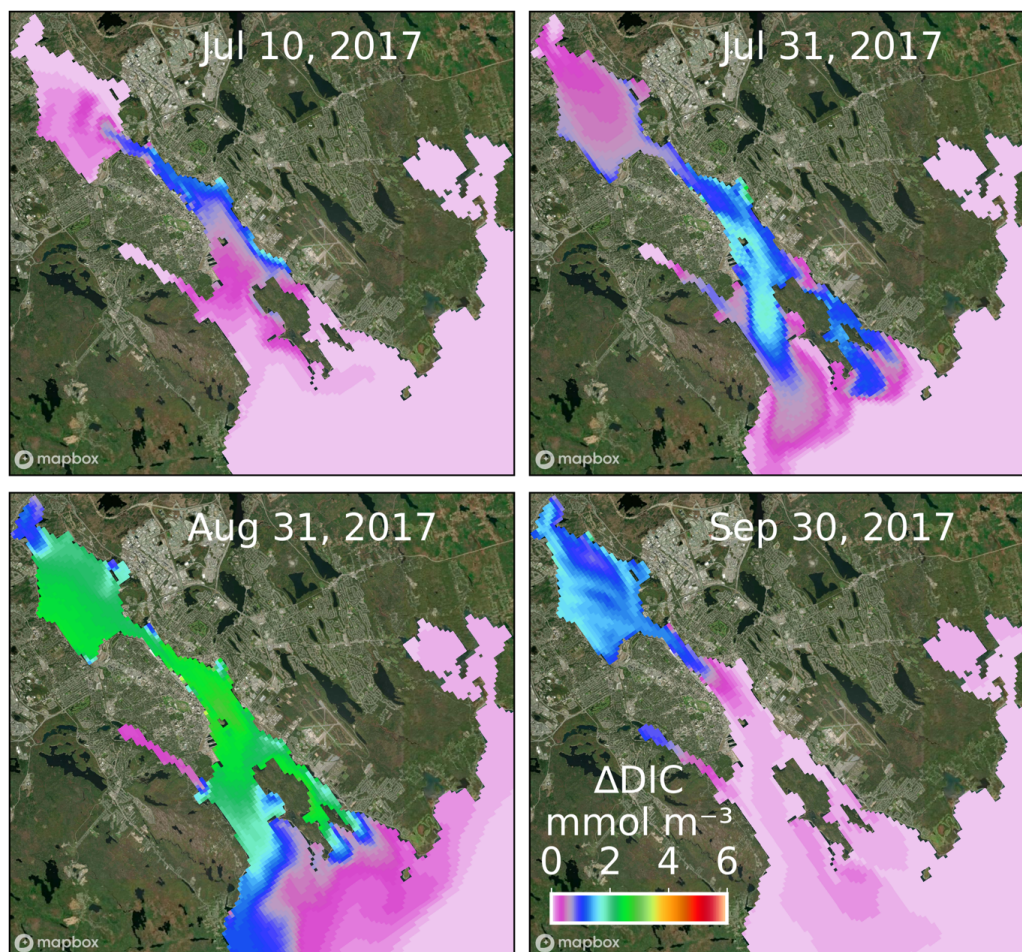 Jul 10, 2017
Jul 31, 2017
mapbox
mapbox
Aug 31, 2017
Sep 30, 2017
ΔDIC
mmol m⁻³
0 2 4 6
mapbox
mapbox